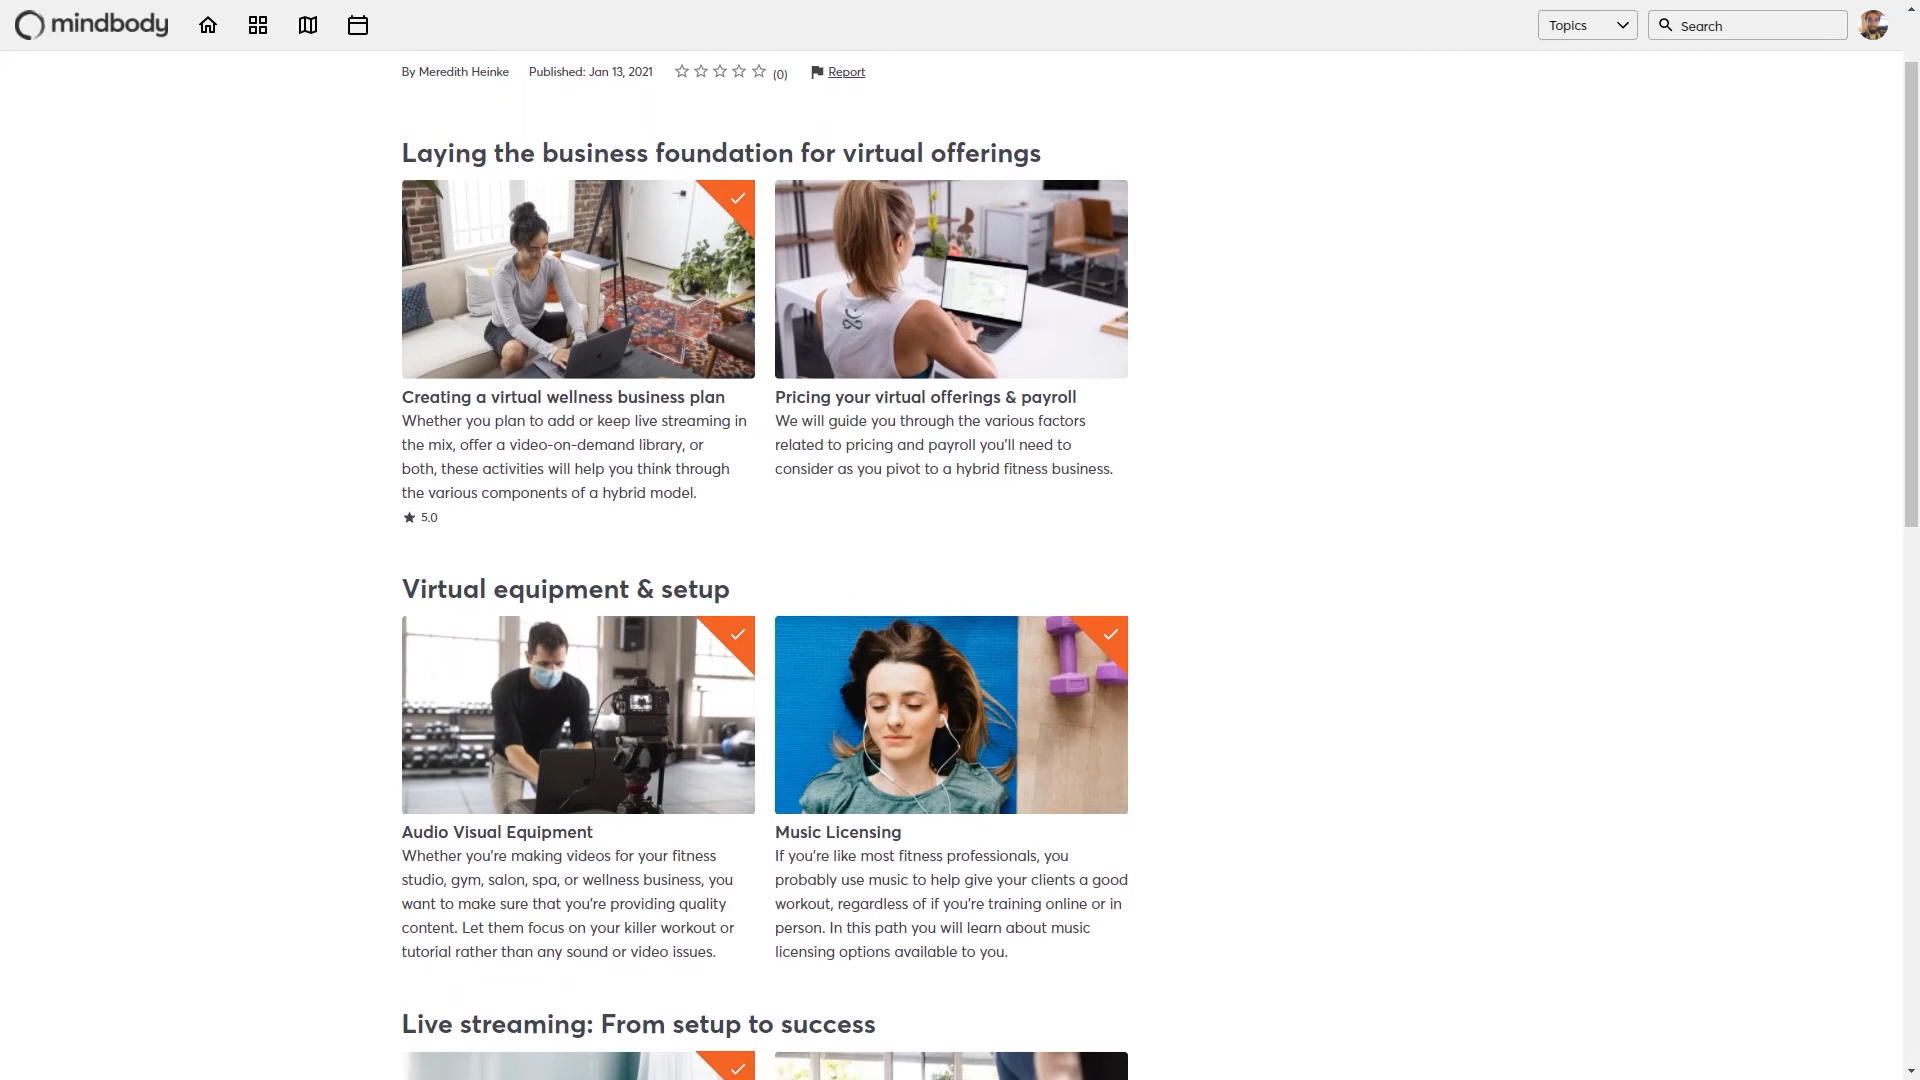 mindbody
Topics
Search
By Meredith Heinke Published: Jan 13, 2021 (0) Report
Laying the business foundation for virtual offerings
Creating a virtual wellness business plan
Whether you plan to add or keep live streaming in
the mix, offer a video-on-demand library, or
both, these activities will help you think through
the various components of a hybrid model.
5.0
Pricing your virtual offerings & payroll
We will guide you through the various factors
related to pricing and payroll you'll need to
consider as you pivot to a hybrid fitness business.
Virtual equipment & setup
Audio Visual Equipment
Whether you're making videos for your fitness
studio, gym, salon, spa, or wellness business, you
want to make sure that you're providing quality
content. Let them focus on your killer workout or
tutorial rather than any sound or video issues.
Music Licensing
If you're like most fitness professionals, you
probably use music to help give your clients a good
workout, regardless of if you're training online or in
person. In this path you will learn about music
licensing options available to you.
Live streaming: From setup to success